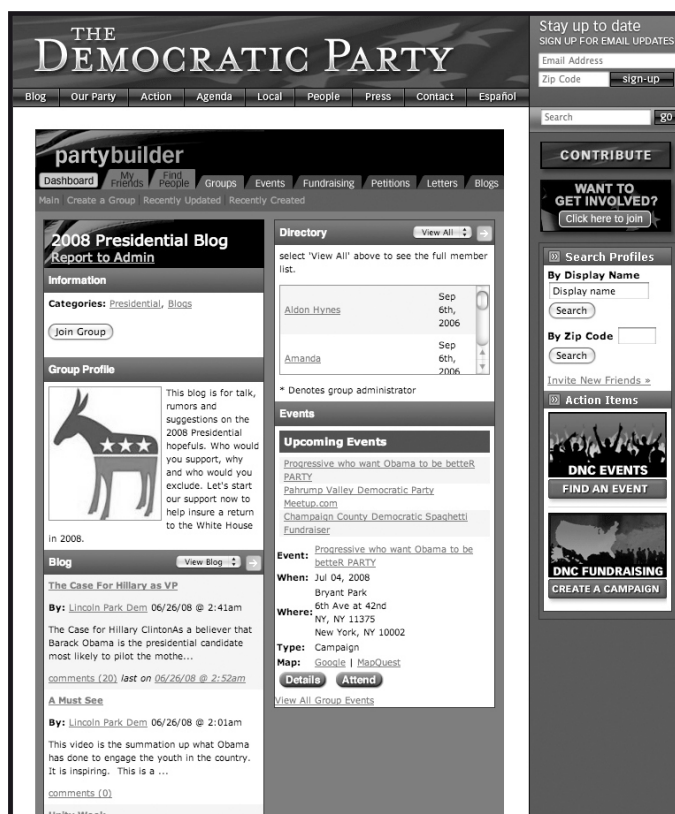 THE
DEMOCRATIC PARTY
Blog Our Party Action Agenda Local People Press Contact Español
Stay up to date
SIGN UP FOR EMAIL UPDATES
Email Address
Zip Code sign-up
Search go
CONTRIBUTE
WANT TO
GET INVOLVED?
Click here to join
partybuilder
Dashboard My Friends Find People Groups Events Fundraising Petitions Letters Blogs
Main Create a Group Recently Updated Recently Created
2008 Presidential Blog
Report to Admin
Information
Categories: Presidential, Blogs
Join Group
Group Profile
This blog is for talk,
rumors and
suggestions on the
2008 Presidential
hopefuls. Who would
you support, why
and who would you
exclude. Let's start
our support now to
help insure a return
to the White House
in 2008.
Blog View Blog
The Case For Hillary as VP
By: Lincoln Park Dem 06/26/08 @ 2:41am
The Case for Hillary ClintonAs a believer that
Barack Obama is the presidential candidate
most likely to pilot the mothe...
comments (20) last on 06/26/08 @ 2:52am
A Must See
By: Lincoln Park Dem 06/26/08 @ 2:01am
This video is the summation up what Obama
has done to engage the youth in the country.
It is inspiring. This is a ...
comments (0)
Unity Week
Directory View All
select 'View All' above to see the full member
list.
Aldon Hynes Sep
6th,
2006
Amanda Sep
6th,
2006
* Denotes group administrator
Events
Upcoming Events
Progressive who want Obama to be betteR
PARTY
Pahrump Valley Democratic Party
Meetup.com
Champaign County Democratic Spaghetti
Fundraiser
Event: Progressive who want Obama to be
betteR PARTY
When: Jul 04, 2008
Where: Bryant Park
6th Ave at 42nd
NY, NY 11375
New York, NY 10002
Type: Campaign
Map: Google | MapQuest
Details Attend
View All Group Events
Search Profiles
By Display Name
Display name
Search
By Zip Code
Search
Invite New Friends »
Action Items
DNC EVENTS
FIND AN EVENT
DNC FUNDRAISING
CREATE A CAMPAIGN